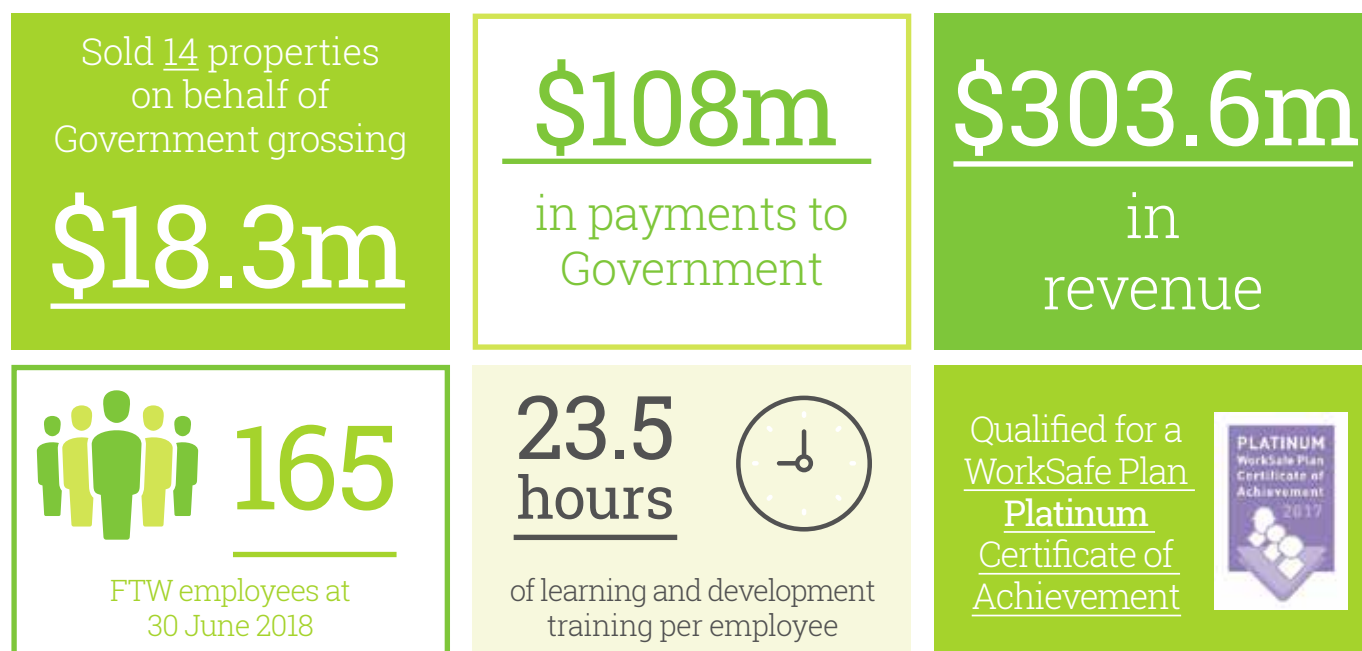 Sold 14 properties
on behalf of
Government grossing
$18.3m
$108m
in payments to
Government
$303.6m
in
revenue
165
FTW employees at
30 June 2018
23.5
hours
of learning and development
training per employee
Qualified for a
WorkSafe Plan
Platinum
Certificate of
Achievement
PLATINUM
WorkSafe Plan
Certificate of
Achievement
2017